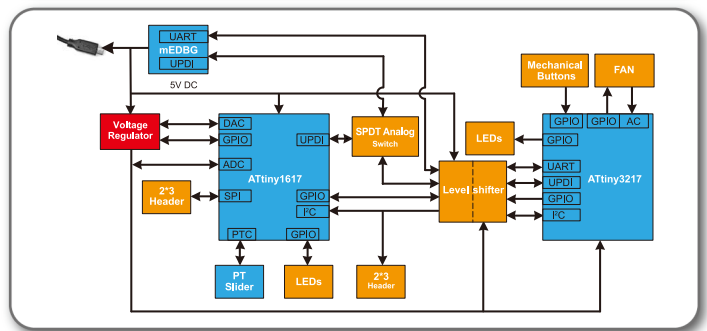 UART
mEDBG
UPDI
5V DC
Mechanical
Buttons
FAN
Voltage
Regulator
DAC
GPIO
ADC
SPI
PTC
GPIO
UPDI
GPIO
I²C
ATtiny1617
SPDT Analog
Switch
LEDs
GPIO
GPIO
AC
GPIO
UART
UPDI
GPIO
I²C
ATtiny3217
Level shifter
2*3
Header
PT
Slider
LEDs
2*3
Header